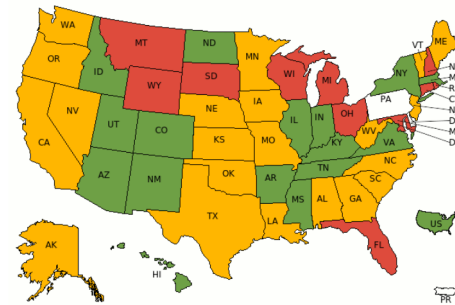 WA
MT
ND
MN
VT
ME
OR
ID
SD
WI
MI
NY
N
M
R
C
N
D
M
D
WY
NE
IA
PA
NV
UT
CO
IL
IN
OH
CA
KS
MO
KY
WV
VA
AZ
NM
OK
AR
TN
NC
SC
TX
LA
MS
AL
GA
FL
US
AK
HI
PR